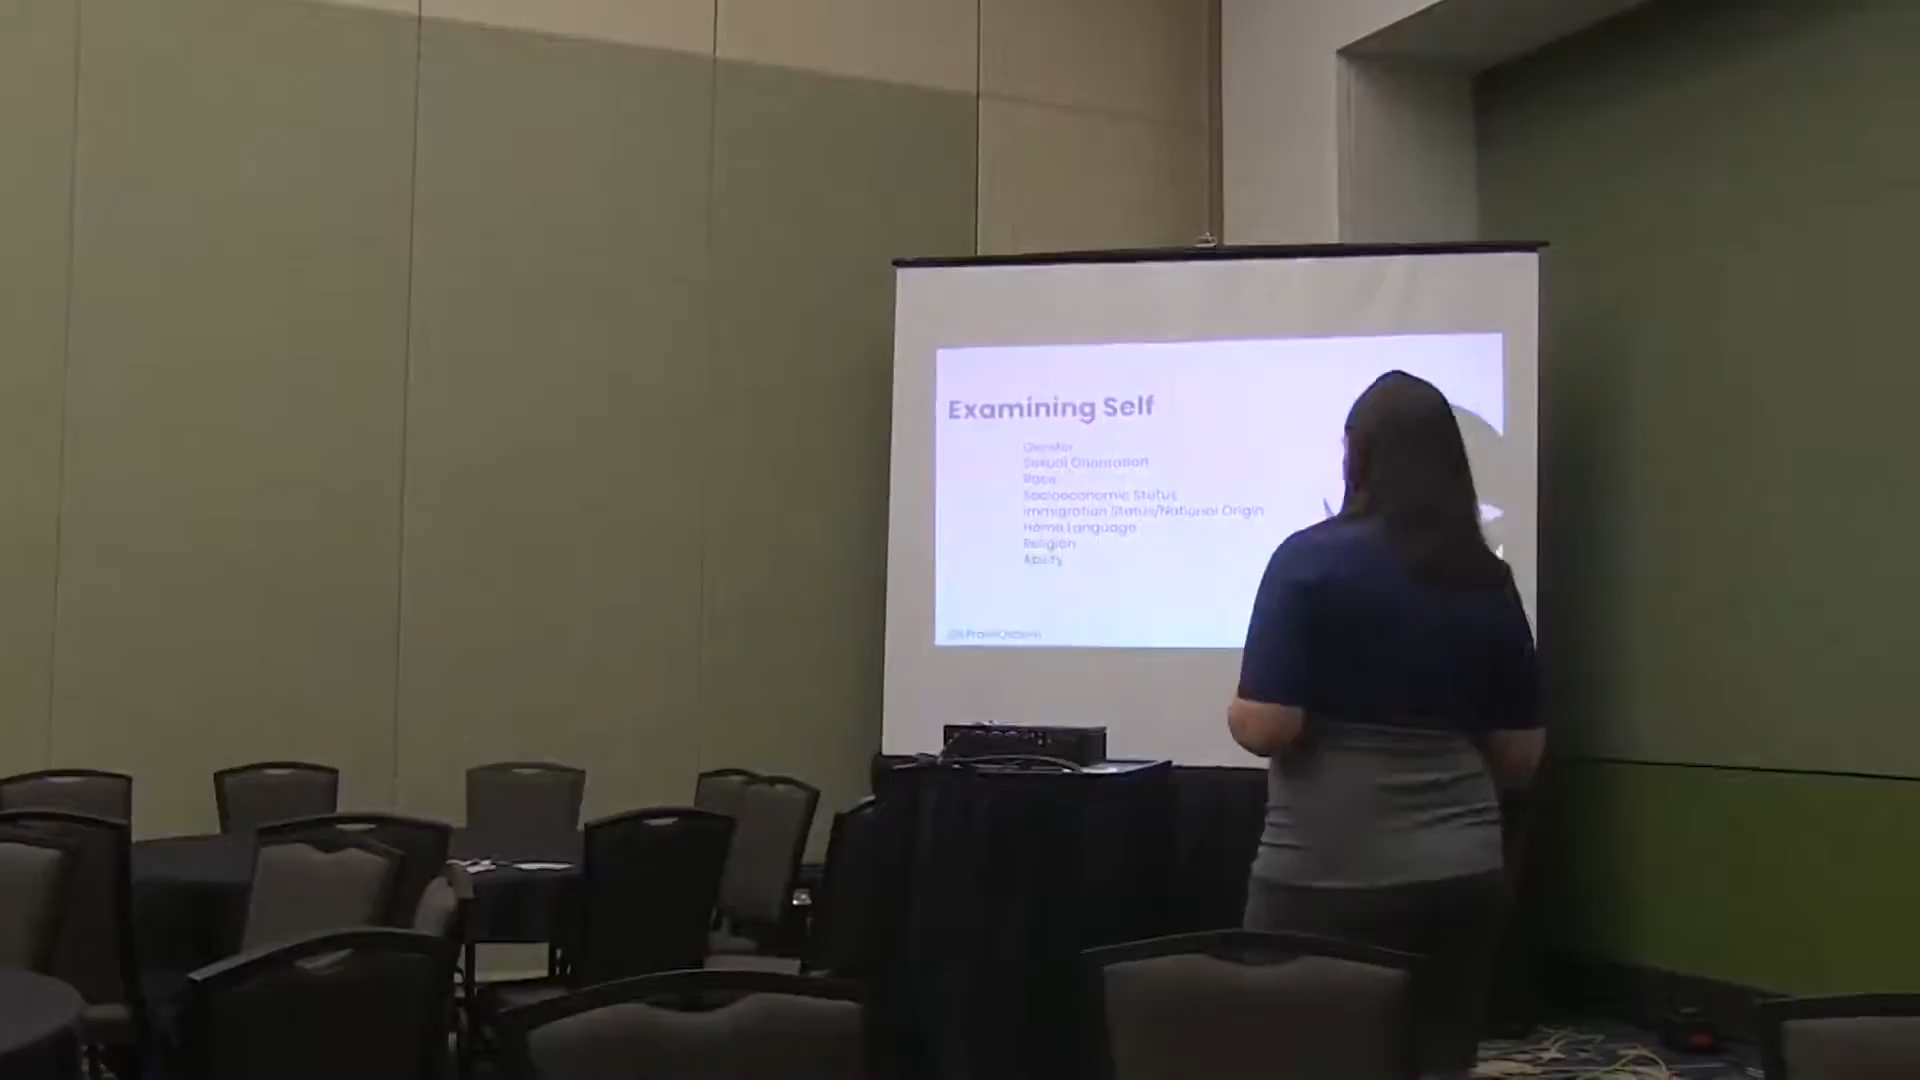 Examining Self
Gender
Sexual Orientation
Race
Socioeconomic Status
Immigration Status/National Origin
Home Language
Religion
Ability